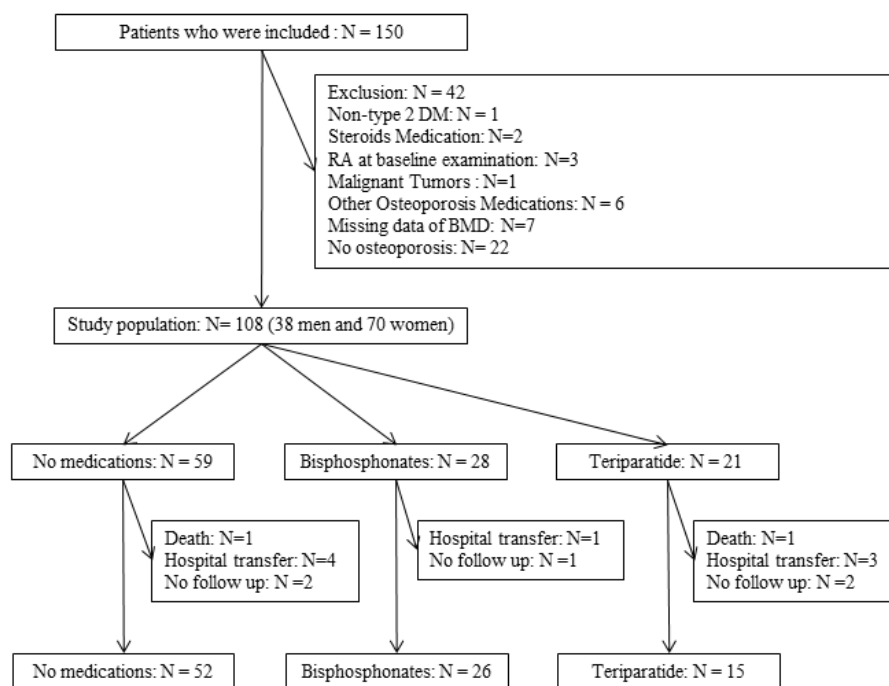 Patients who were included : N = 150
Exclusion: N = 42
Non-type 2 DM: N = 1
Steroids Medication: N=2
RA at baseline examination: N=3
Malignant Tumors : N=1
Other Osteoporosis Medications: N = 6
Missing data of BMD: N=7
No osteoporosis: N= 22
Study population: N= 108 (38 men and 70 women)
No medications: N = 59
Bisphosphonates: N = 28
Teriparatide: N = 21
Death: N=1
Hospital transfer: N=4
No follow up: N =2
Hospital transfer: N=1
No follow up: N =1
Death: N=1
Hospital transfer: N=3
No follow up: N =2
No medications: N = 52
Bisphosphonates: N = 26
Teriparatide: N = 15